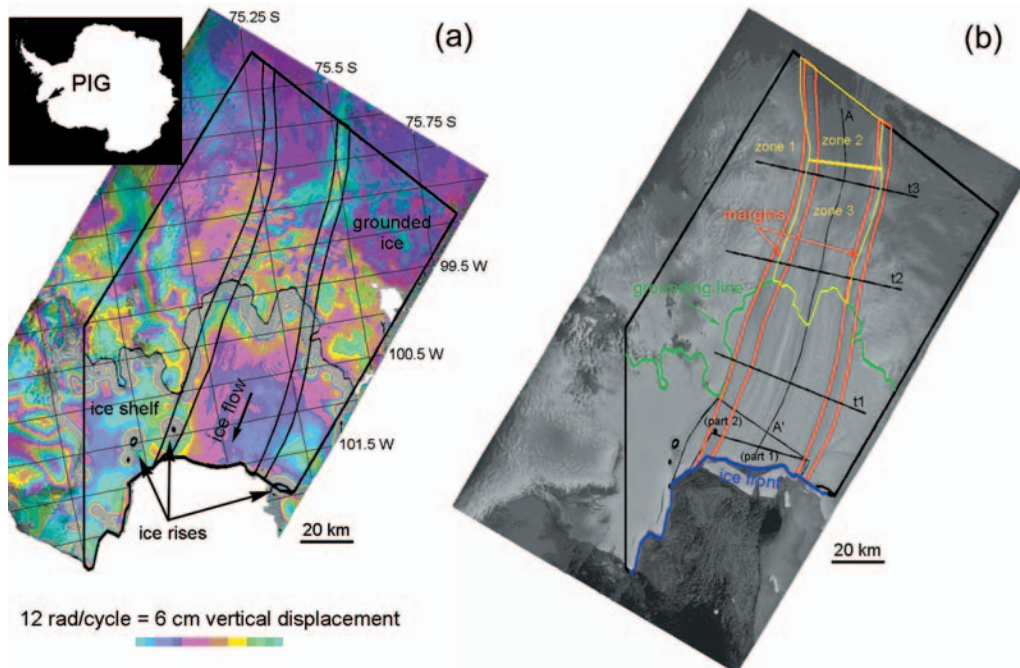 (a)
PIG
75.25 S
75.5 S
75.75 S
grounded
ice
99.5 W
100.5 W
101.5 W
ice shelf
ice flow
ice rises
20 km
12 rad/cycle = 6 cm vertical displacement
(b)
A
zone 1
zone 2
t3
zone 3
margins
t2
grounding line
t1
A'
(part 2)
(part 1)
ice front
20 km